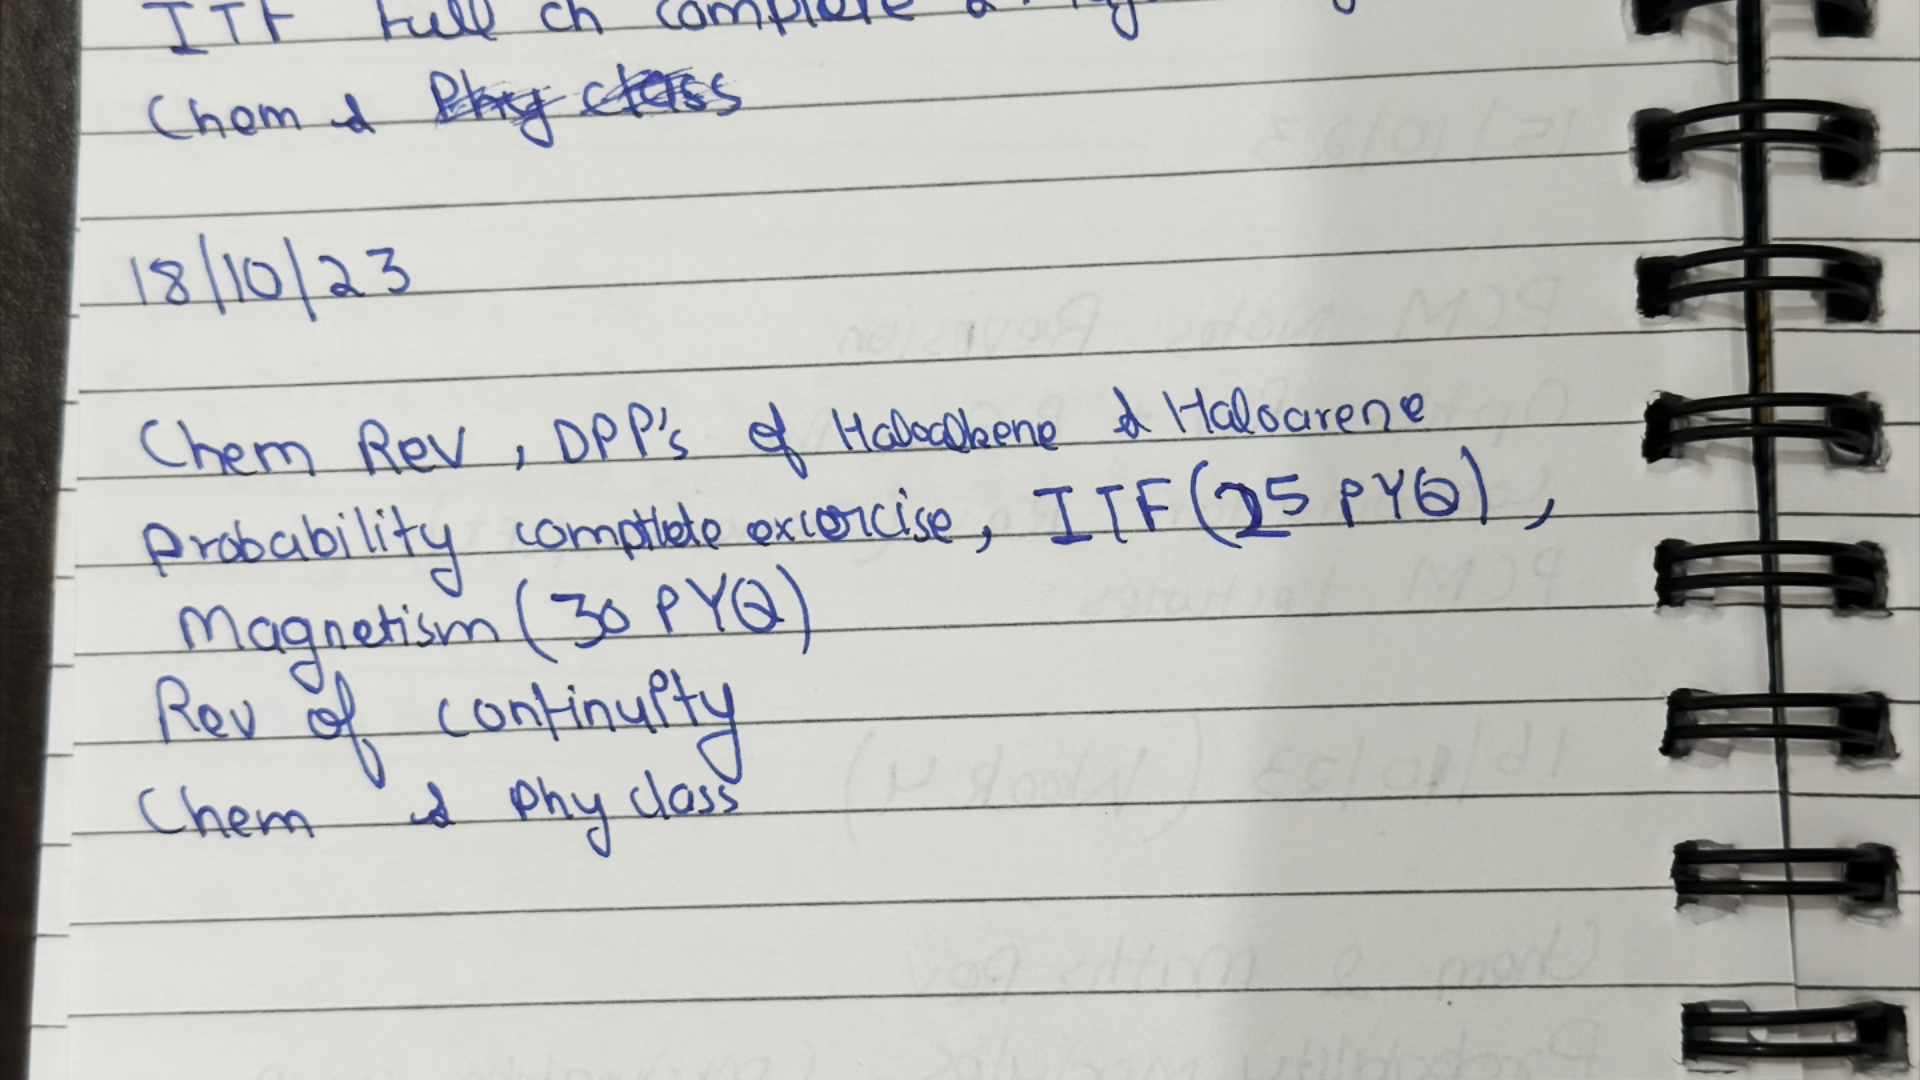 ITF Full ch complete
Chem &
18/10/23
Chem Rev, DPP's of Haloalkene & Haloarene
Probability complete excercise, ITF (25 PYQ),
Magnetism (30 PYQ)
Rev of continuity
Chem & Phy class